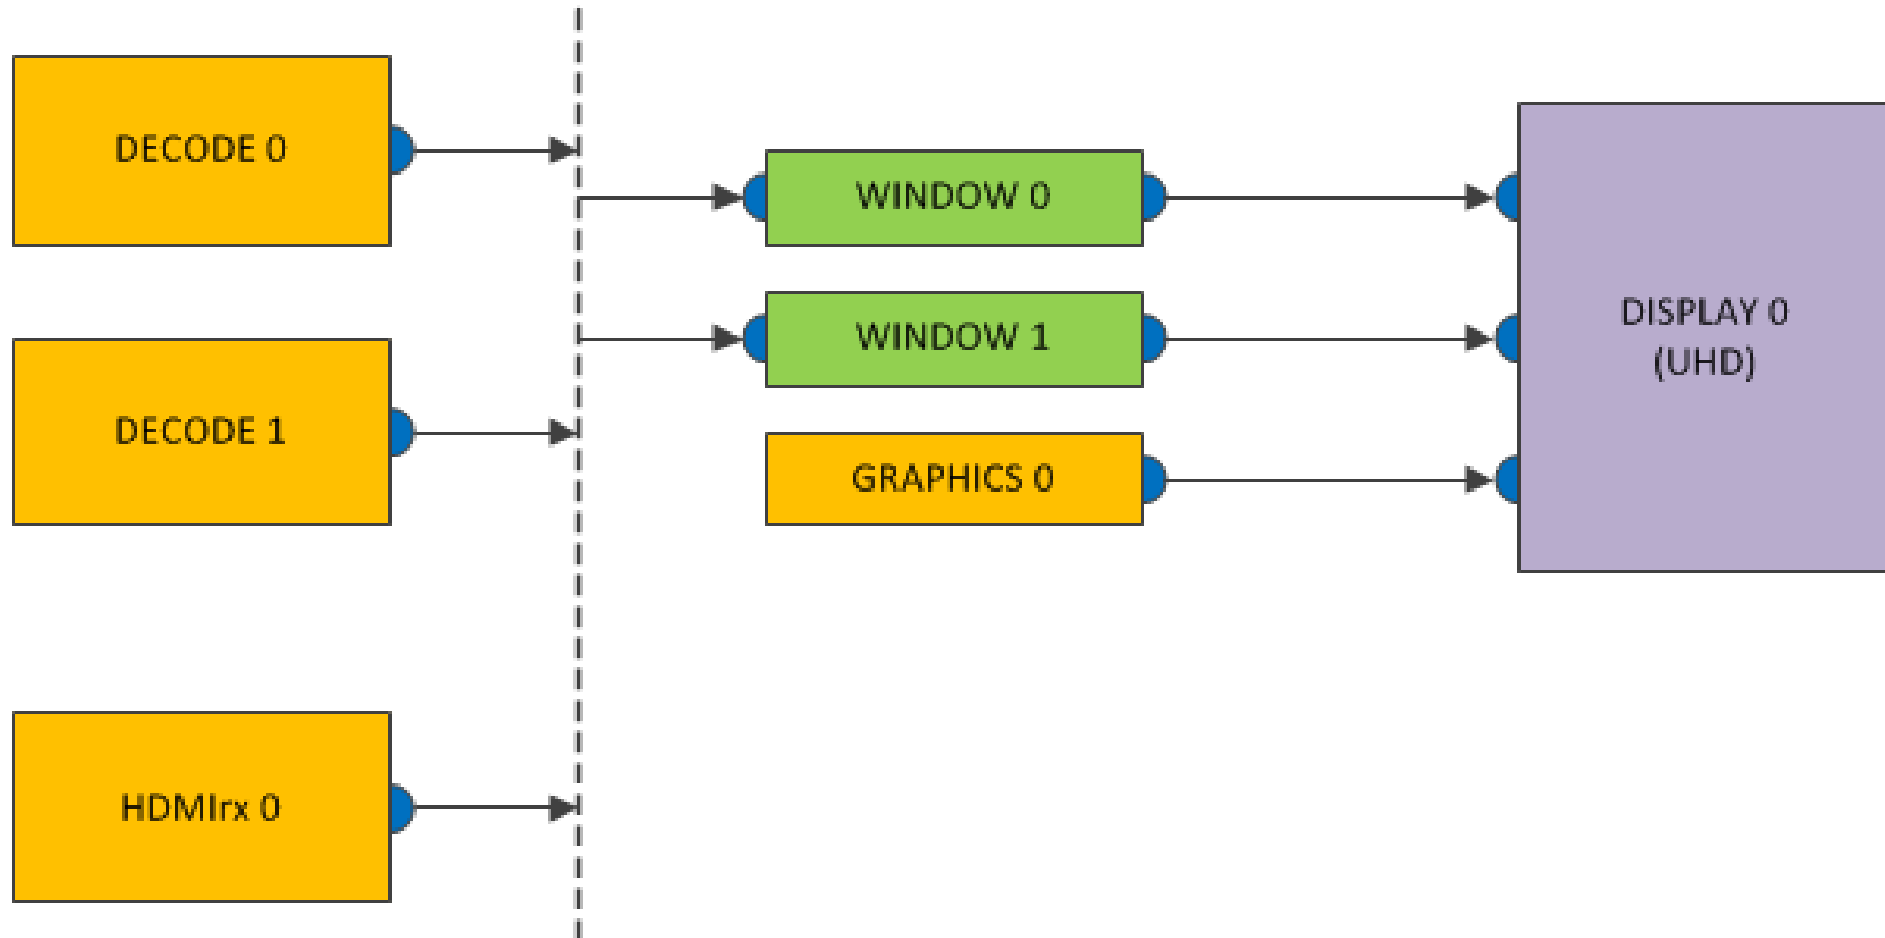 DECODE 0
WINDOW 0
DISPLAY 0
(UHD)
WINDOW 1
DECODE 1
GRAPHICS 0
HDMIrx 0